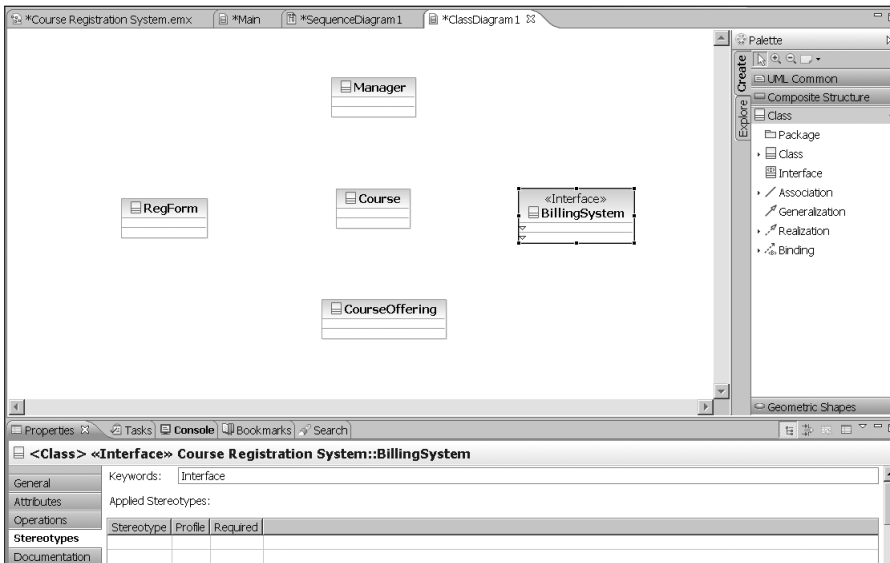 *Course Registration System.emx *Main *SequenceDiagram1 *ClassDiagram1
Palette
Create
Explore
UML Common
Composite Structure
Class
Package
Class
Interface
Association
Generalization
Realization
Binding
Geometric Shapes
Manager
RegForm
Course
«Interface»
BillingSystem
CourseOffering
Properties Tasks Console Bookmarks Search
<Class> «Interface» Course Registration System::BillingSystem
General
Attributes
Operations
Stereotypes
Documentation
Keywords: Interface
Applied Stereotypes:
Stereotype Profile Required